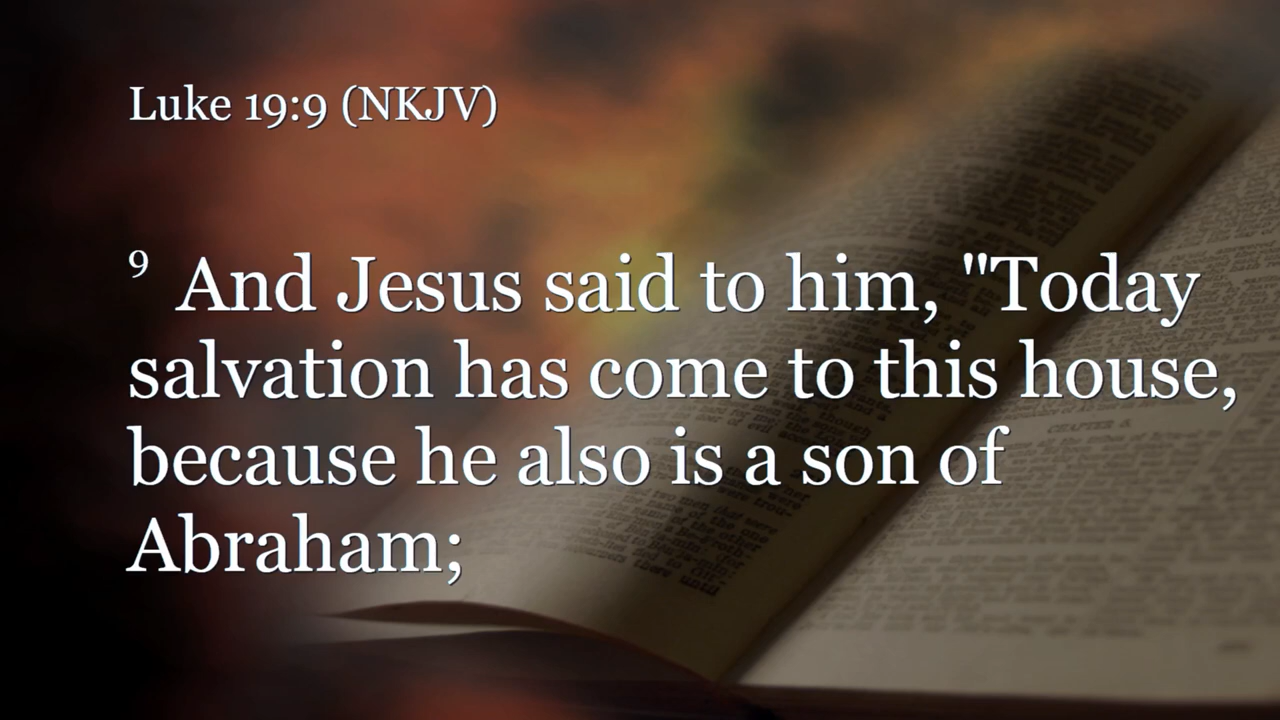 Luke 19:9 (NKJV)
9 And Jesus said to him, "Today
salvation has come to this house,
because he also is a son of
Abraham;